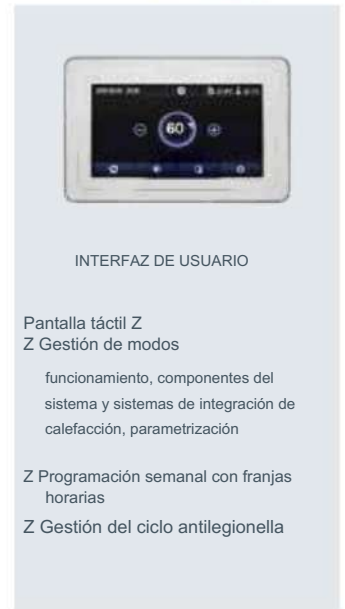 60
INTERFAZ DE USUARIO
Pantalla táctil Z
Z Gestión de modos
funcionamiento, componentes del
sistema y sistemas de integración de
calefacción, parametrización
Z Programación semanal con franjas
horarias
Z Gestión del ciclo antilegionella